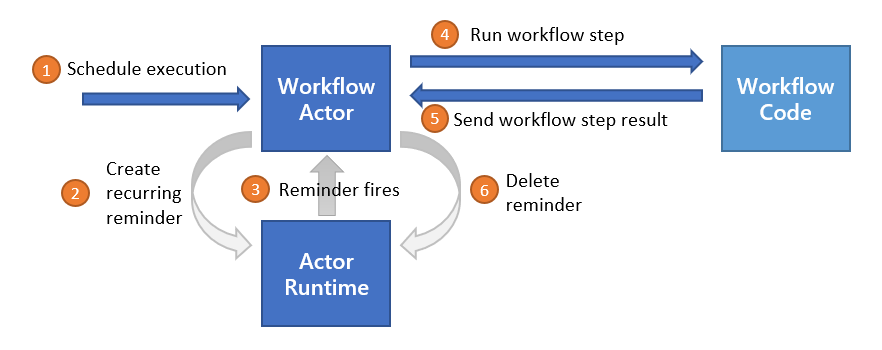 1 Schedule execution
Workflow
Actor
4 Run workflow step
5 Send workflow step result
Workflow
Code
2 Create
recurring
reminder
3 Reminder fires
6 Delete
reminder
Actor
Runtime